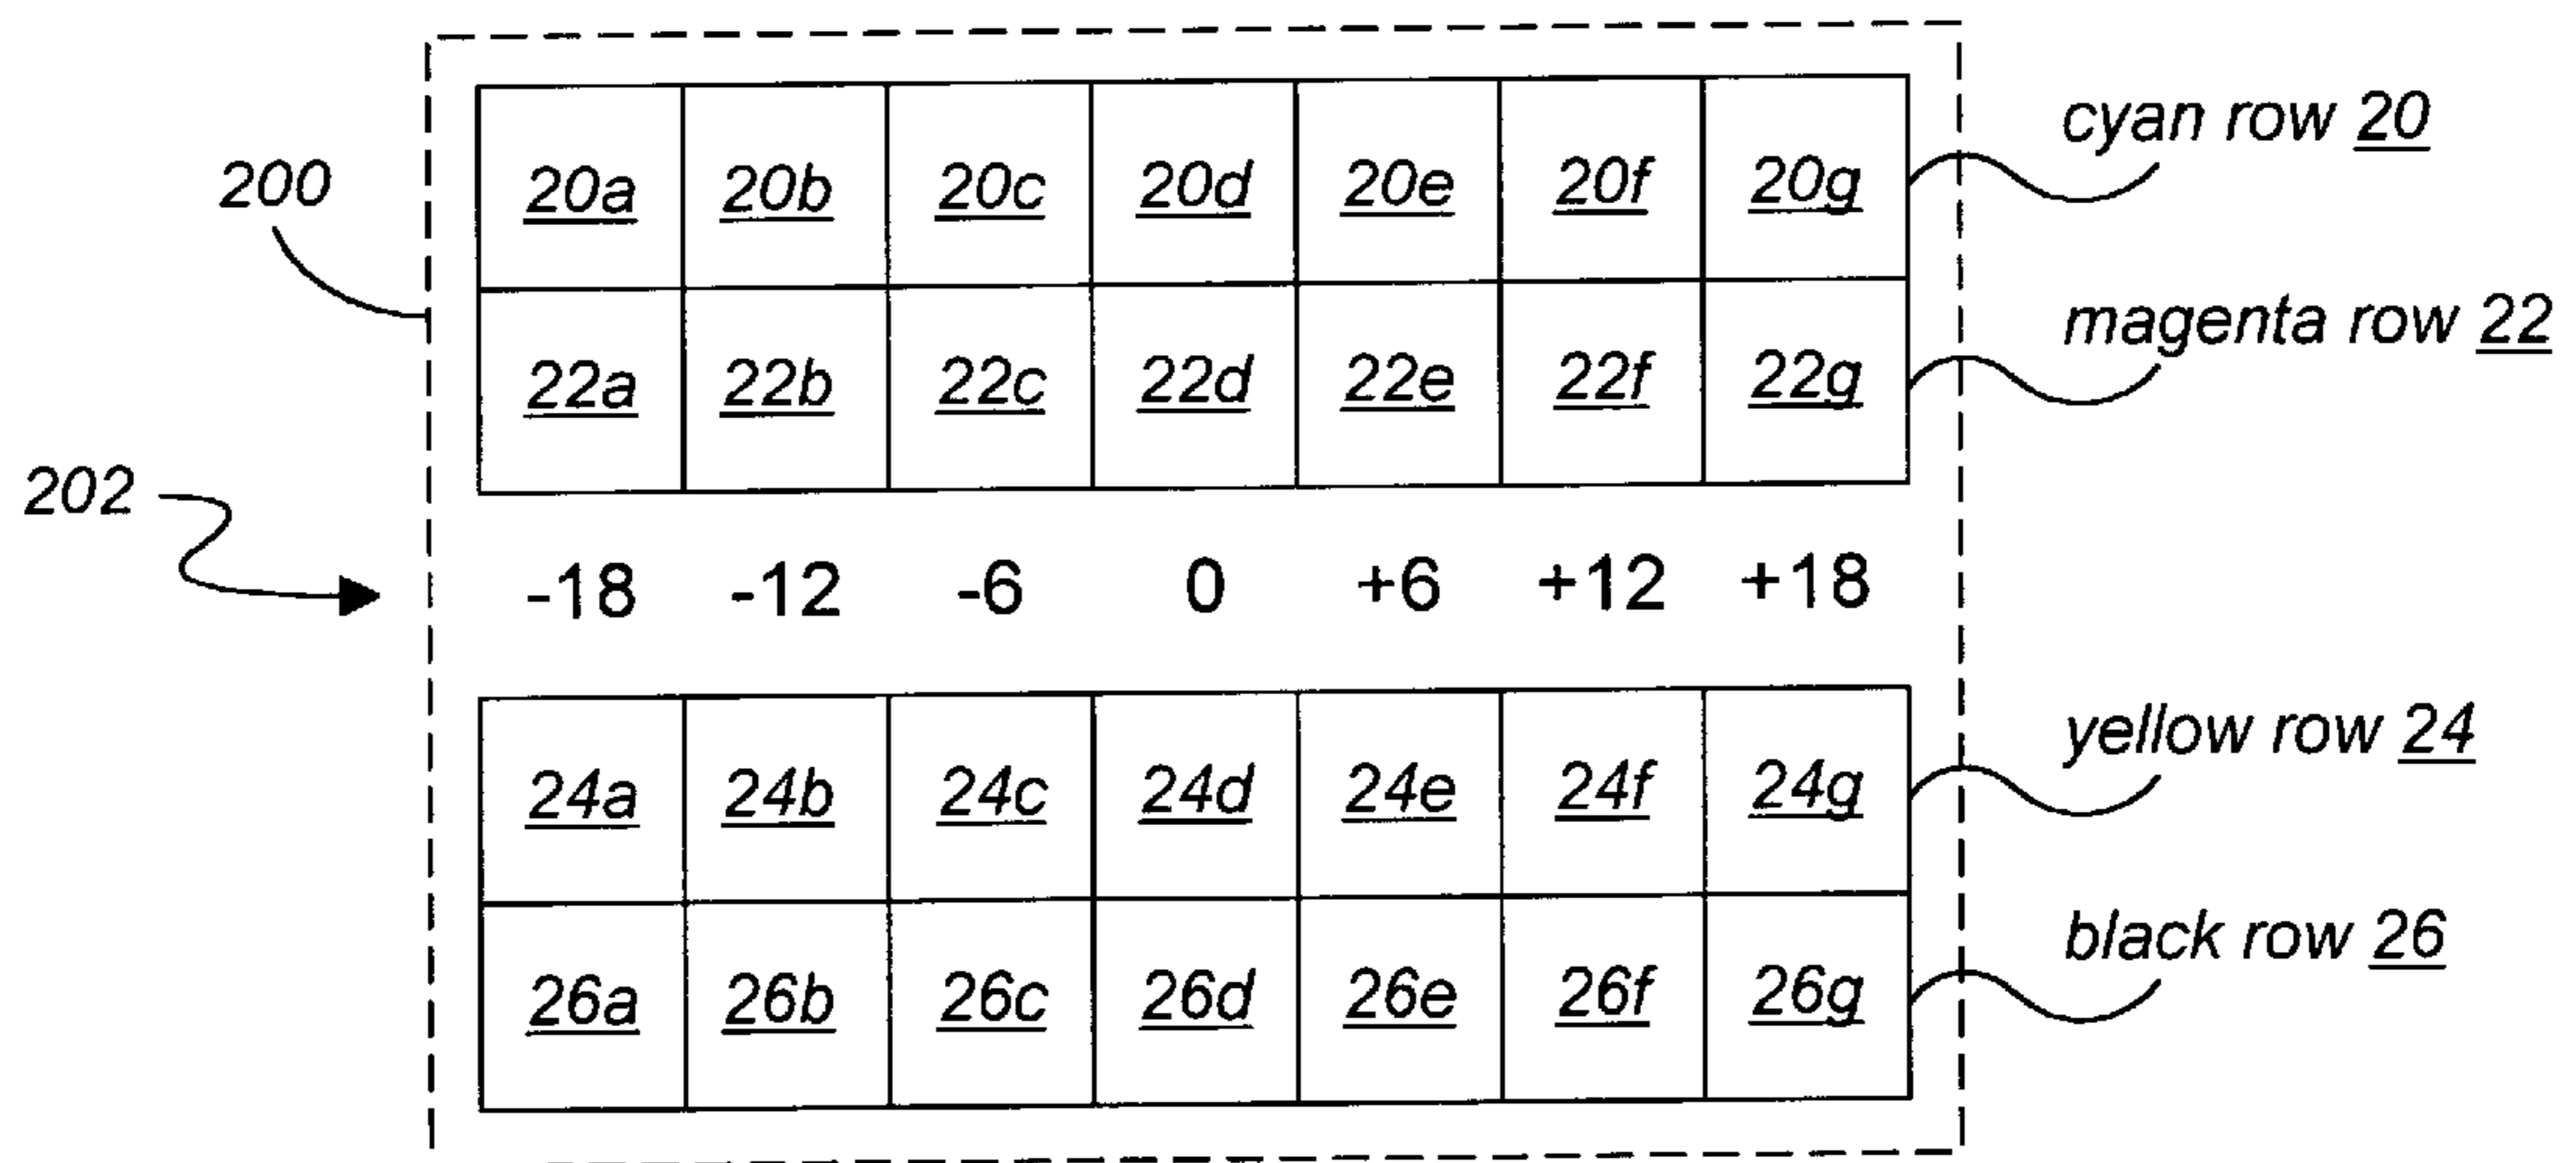 cyan row 20
200 20a 20b 20c 20d 20e 20f 20g
magenta row 22
22a 22b 22c 22d 22e 22f 22g
202 -18 -12 -6 0 +6 +12 +18
yellow row 24
24a 24b 24c 24d 24e 24f 24g
black row 26
26a 26b 26c 26d 26e 26f 26g